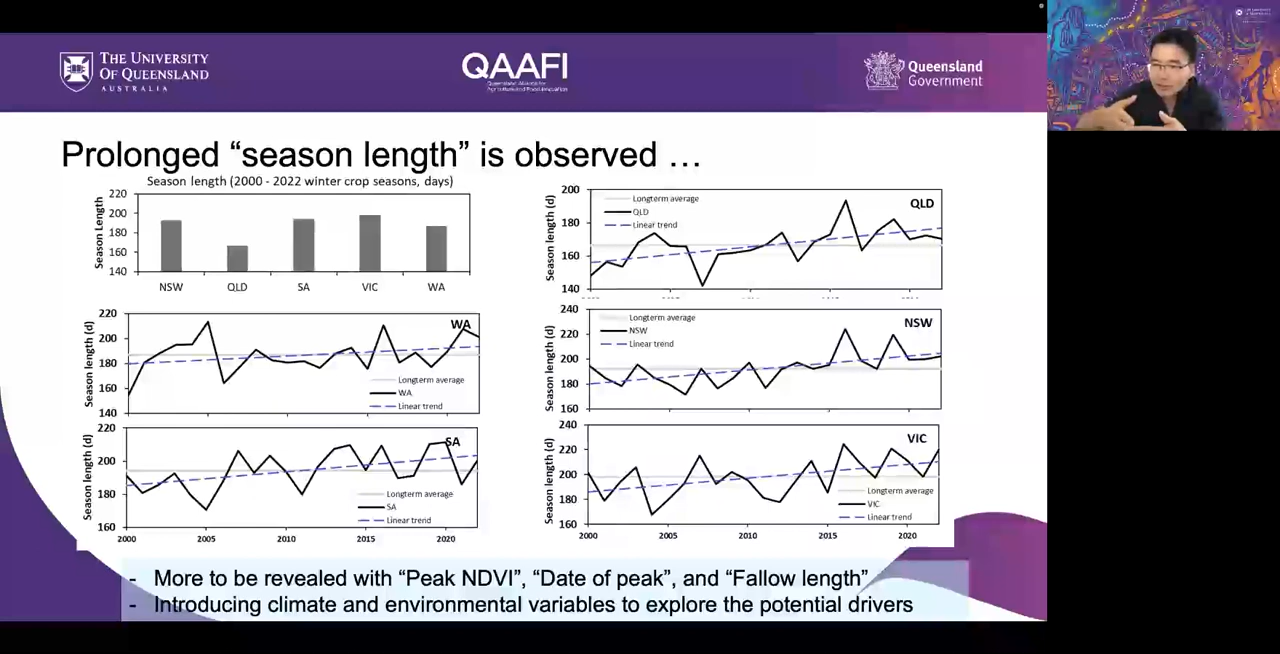 THE UNIVERSITY
OF QUEENSLAND
AUSTRALIA
QAAFI
Queensland Alliance for
Agriculture and Food Innovation
Queensland
Government
Prolonged “season length” is observed …
Season length (2000 - 2022 winter crop seasons, days)
Season Length
220
200
180
160
140
NSW QLD SA VIC WA
Season length (d)
200
180
160
140
Longterm average
QLD
Linear trend
QLD
Season length (d)
220
200
180
160
140
WA
Longterm average
WA
Linear trend
Season length (d)
240
220
200
180
160
Longterm average
NSW
Linear trend
NSW
Season length (d)
220
200
180
160
SA
Longterm average
SA
Linear trend
2000 2005 2010 2015 2020
Season length (d)
240
220
200
180
160
VIC
Longterm average
VIC
Linear trend
2000 2005 2010 2015 2020
- More to be revealed with “Peak NDVI”, “Date of peak”, and “Fallow length”
- Introducing climate and environmental variables to explore the potential drivers